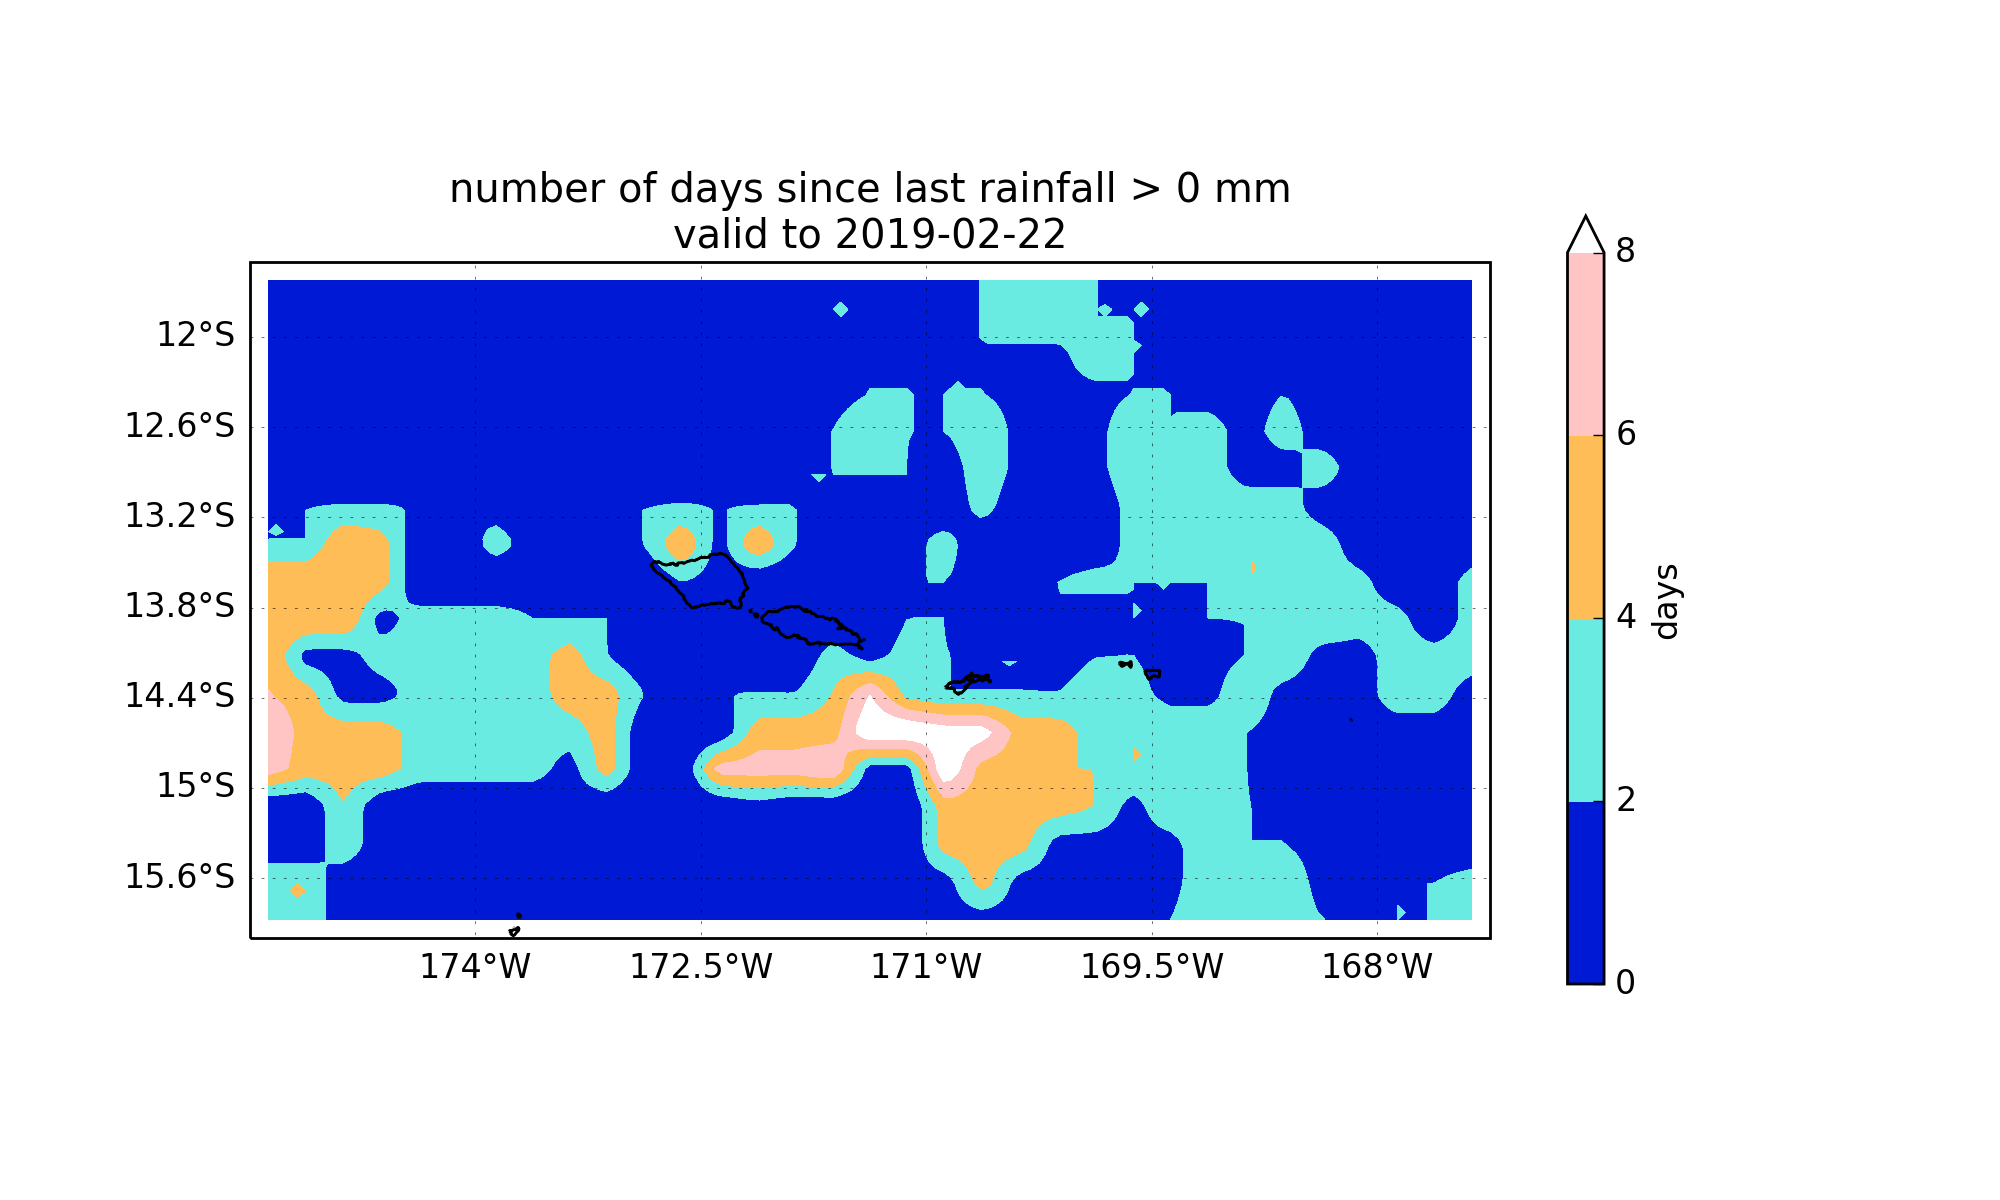 number of days since last rainfall > 0 mm
valid to 2019-02-22
12°S
12.6°S
13.2°S
13.8°S
14.4°S
15°S
15.6°S
174°W
172.5°W
171°W
169.5°W
168°W
8
6
4
2
0
days